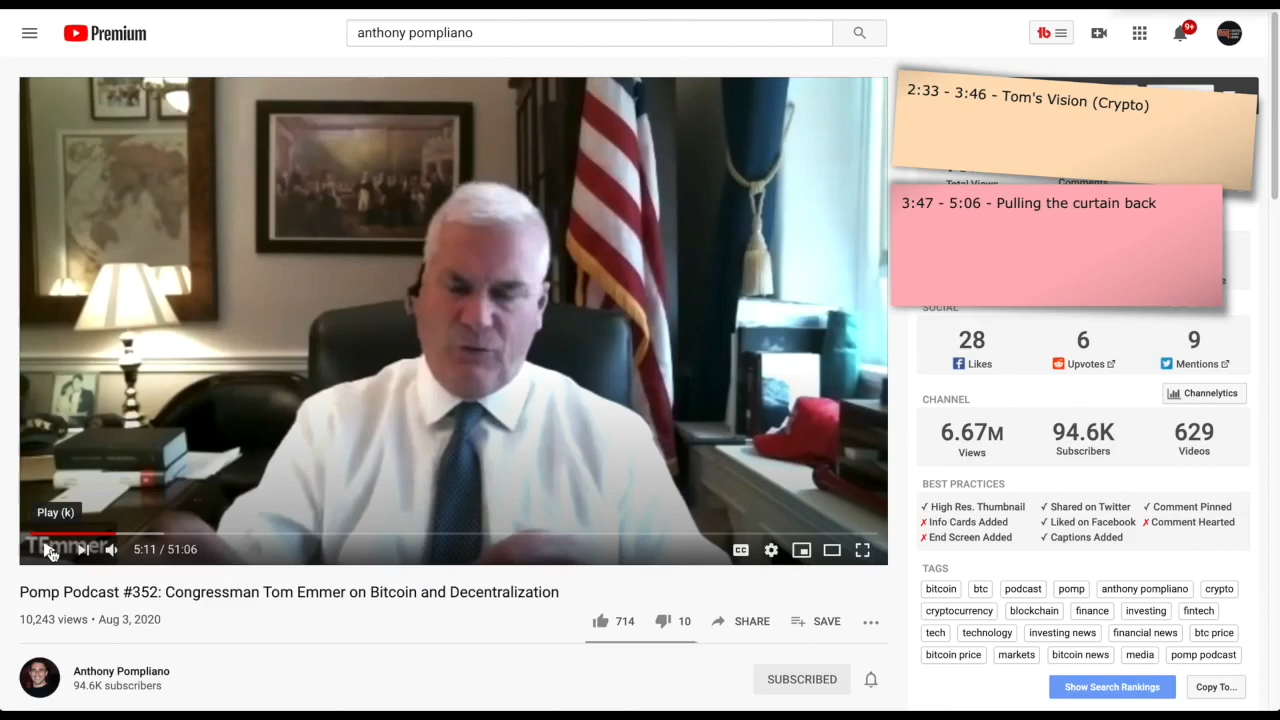 Premium
anthony pompliano
9+
2:33 - 3:46 - Tom's Vision (Crypto)
Total Views
Comments
3:47 - 5:06 - Pulling the curtain back
SOCIAL
28 6 9
Likes Upvotes Mentions
CHANNEL Channelytics
6.67M 94.6K 629
Views Subscribers Videos
BEST PRACTICES
✓ High Res. Thumbnail ✓ Shared on Twitter ✓ Comment Pinned
✗ Info Cards Added ✓ Liked on Facebook ✗ Comment Hearted
✗ End Screen Added ✓ Captions Added
TAGS
bitcoin btc podcast pomp anthony pompliano crypto
cryptocurrency blockchain finance investing fintech
tech technology investing news financial news btc price
bitcoin price markets bitcoin news media pomp podcast
Show Search Rankings Copy To...
Play (k)
5:11 / 51:06
CC
Pomp Podcast #352: Congressman Tom Emmer on Bitcoin and Decentralization
10,243 views • Aug 3, 2020
714 10 SHARE SAVE
Anthony Pompliano
94.6K subscribers
SUBSCRIBED